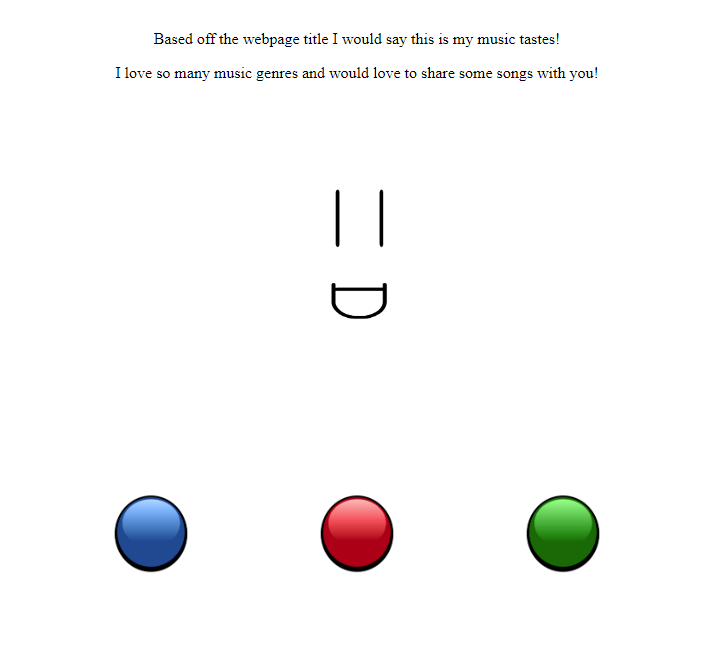 Based off the webpage title I would say this is my music tastes!
I love so many music genres and would love to share some songs with you!